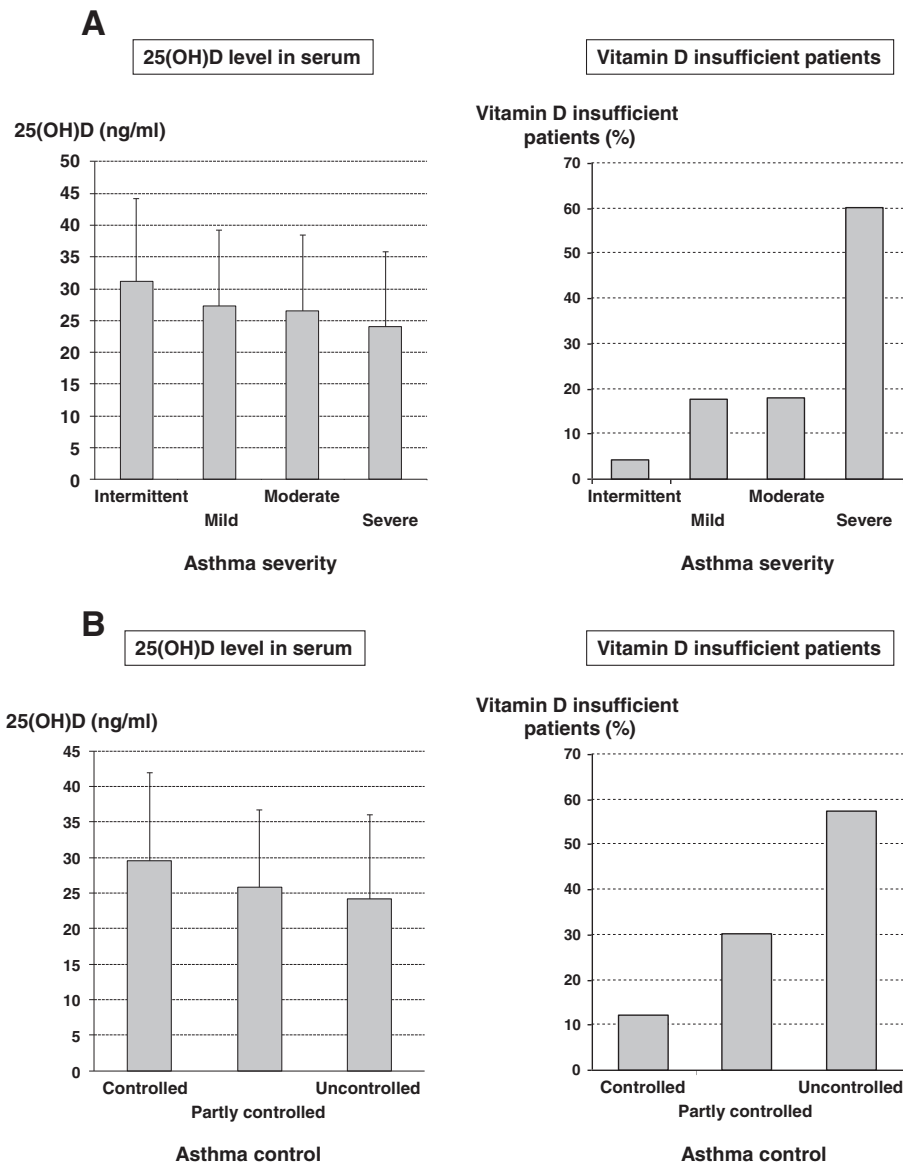 A
25(OH)D level in serum
25(OH)D (ng/ml)
50
45
40
35
30
25
20
15
10
5
0
Intermittent
Mild
Moderate
Severe
Asthma severity
Vitamin D insufficient patients
Vitamin D insufficient
patients (%)
70
60
50
40
30
20
10
0
Intermittent
Mild
Moderate
Severe
Asthma severity
B
25(OH)D level in serum
25(OH)D (ng/ml)
45
40
35
30
25
20
15
10
5
0
Controlled
Partly controlled
Uncontrolled
Asthma control
Vitamin D insufficient patients
Vitamin D insufficient
patients (%)
70
60
50
40
30
20
10
0
Controlled
Partly controlled
Uncontrolled
Asthma control